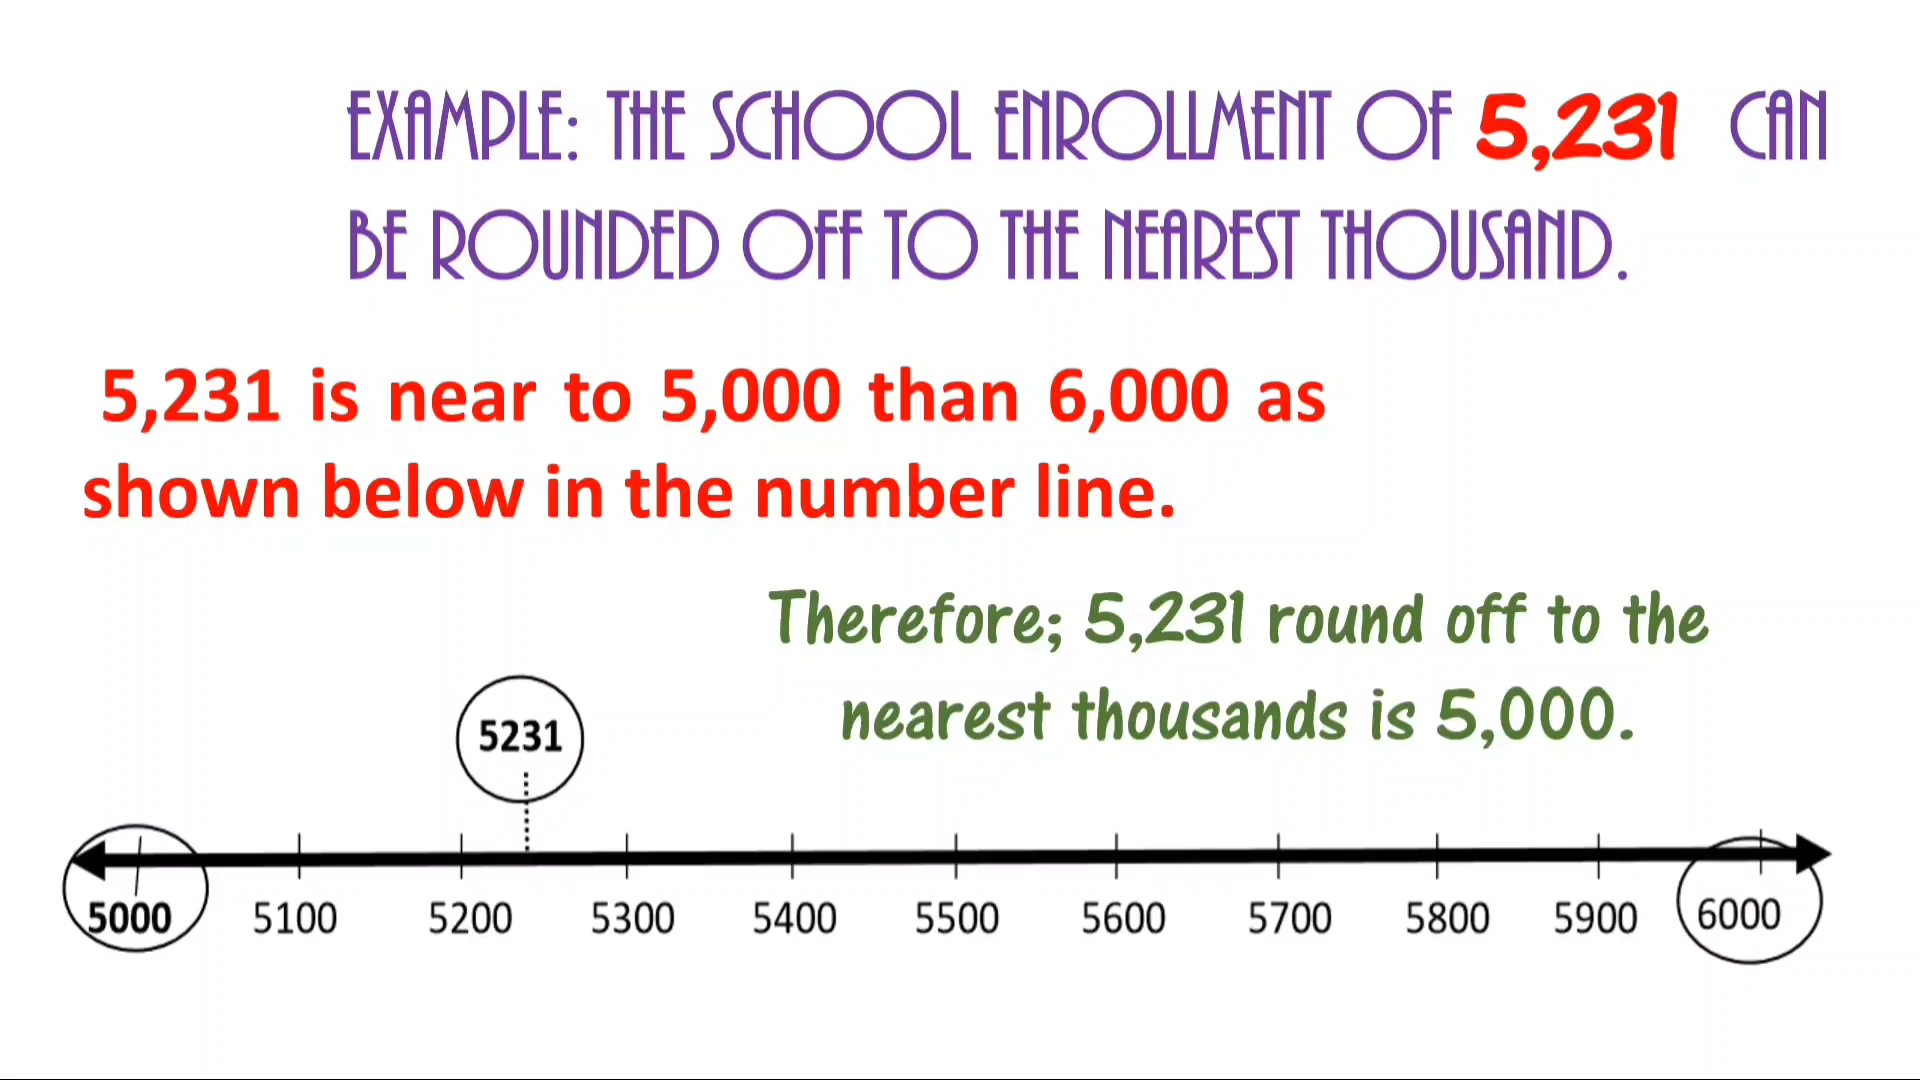 EXAMPLE: THE SCHOOL ENROLLMENT OF 5,231 CAN
BE ROUNDED OFF TO THE NEAREST THOUSAND.
5,231 is near to 5,000 than 6,000 as
shown below in the number line.
Therefore; 5,231 round off to the
nearest thousands is 5,000.
5231
5000 5100 5200 5300 5400 5500 5600 5700 5800 5900 6000